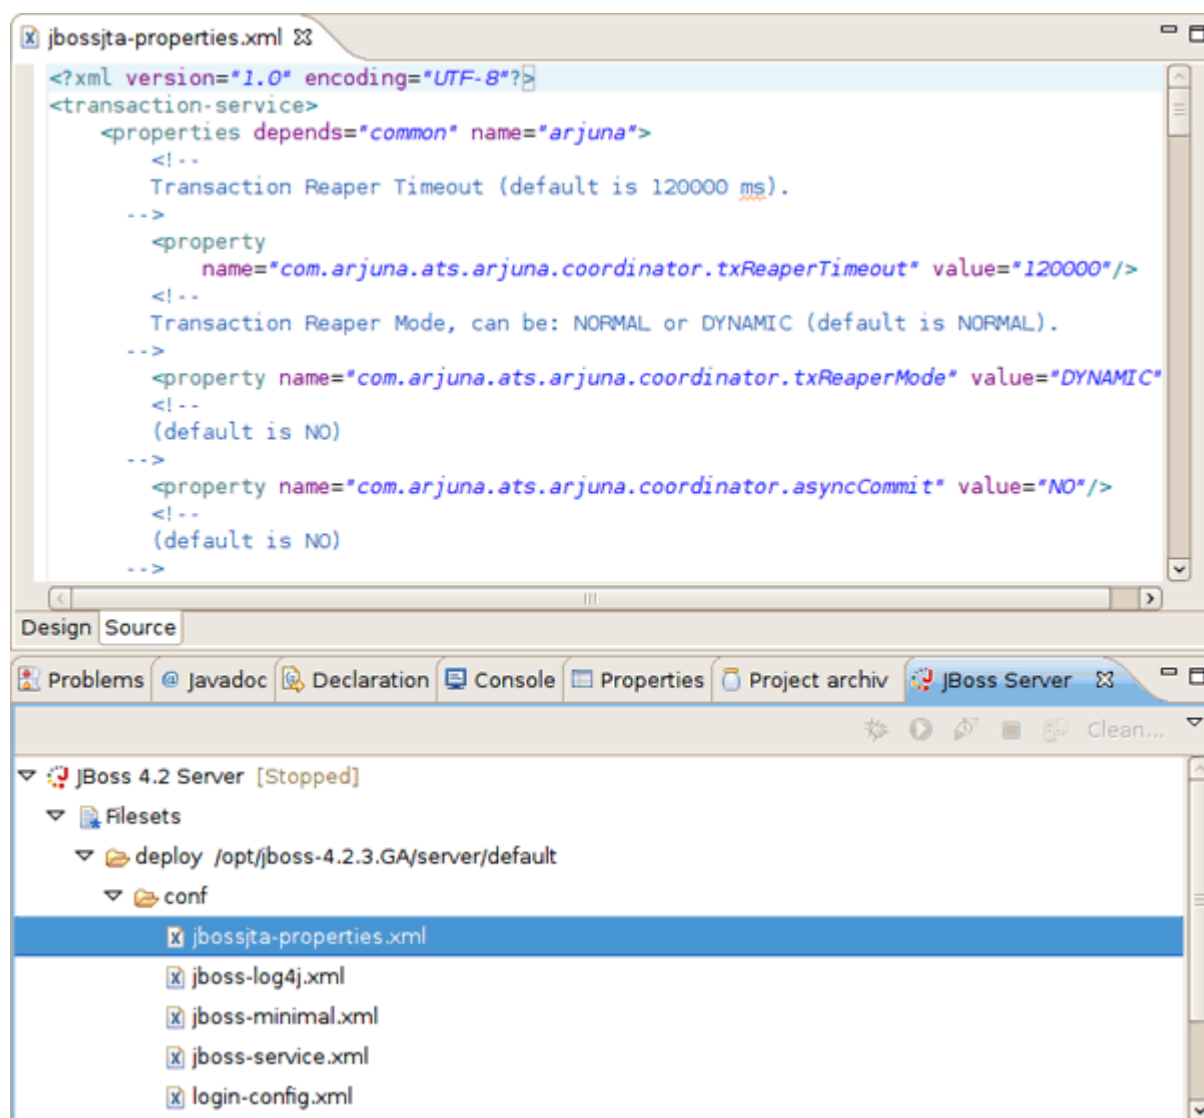 jbossjta-properties.xml
<?xml version="1.0" encoding="UTF-8"?>
<transaction-service>
<properties depends="common" name="arjuna">
<!--
Transaction Reaper Timeout (default is 120000 ms).
-->
<property
name="com.arjuna.ats.arjuna.coordinator.txReaperTimeout" value="120000"/>
<!--
Transaction Reaper Mode, can be: NORMAL or DYNAMIC (default is NORMAL).
-->
<property name="com.arjuna.ats.arjuna.coordinator.txReaperMode" value="DYNAMIC"
<!--
(default is NO)
-->
<property name="com.arjuna.ats.arjuna.coordinator.asyncCommit" value="NO"/>
<!--
(default is NO)
-->
Design Source
Problems @ Javadoc Declaration Console Properties Project archiv JBoss Server
Clean...
JBoss 4.2 Server [Stopped]
Filesets
deploy /opt/jboss-4.2.3.GA/server/default
conf
jbossjta-properties.xml
jboss-log4j.xml
jboss-minimal.xml
jboss-service.xml
login-config.xml